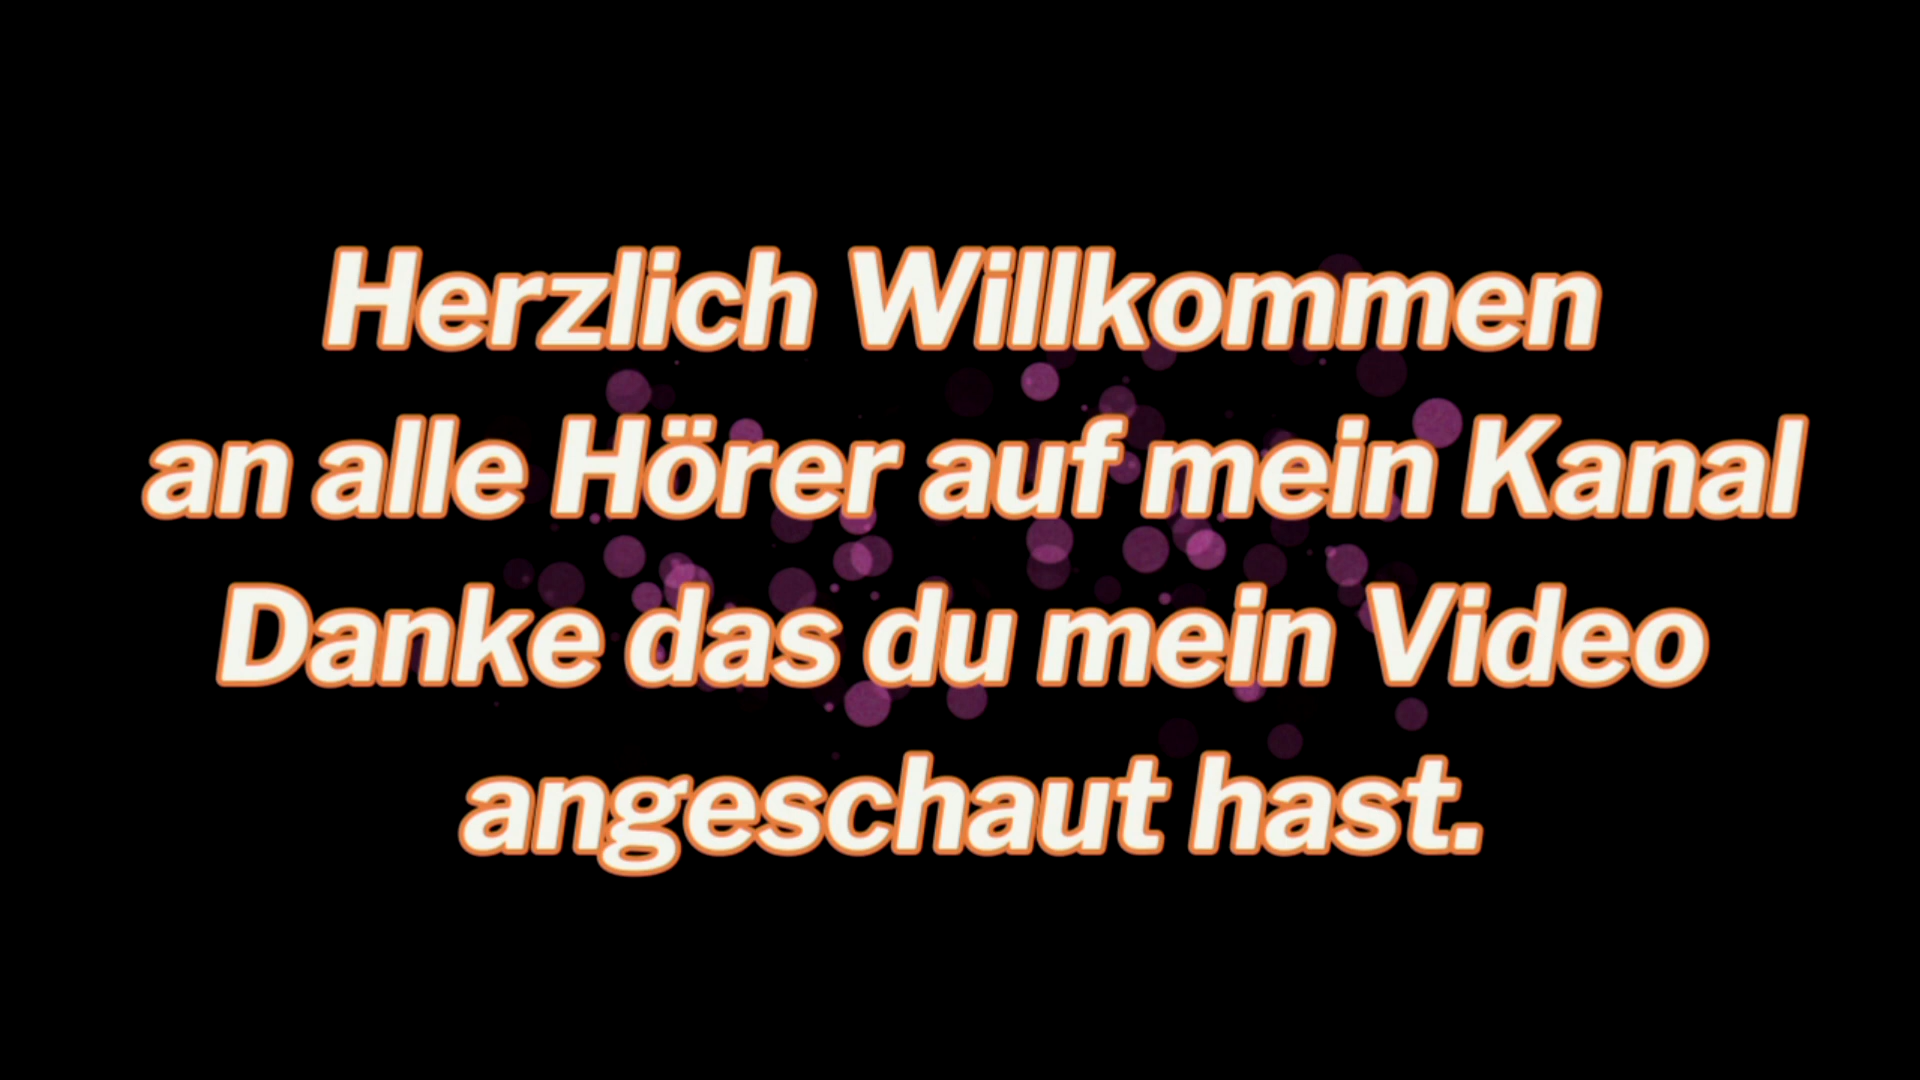 Herzlich Willkommen
an alle Hörer auf mein Kanal
Danke das du mein Video
angeschaut hast.